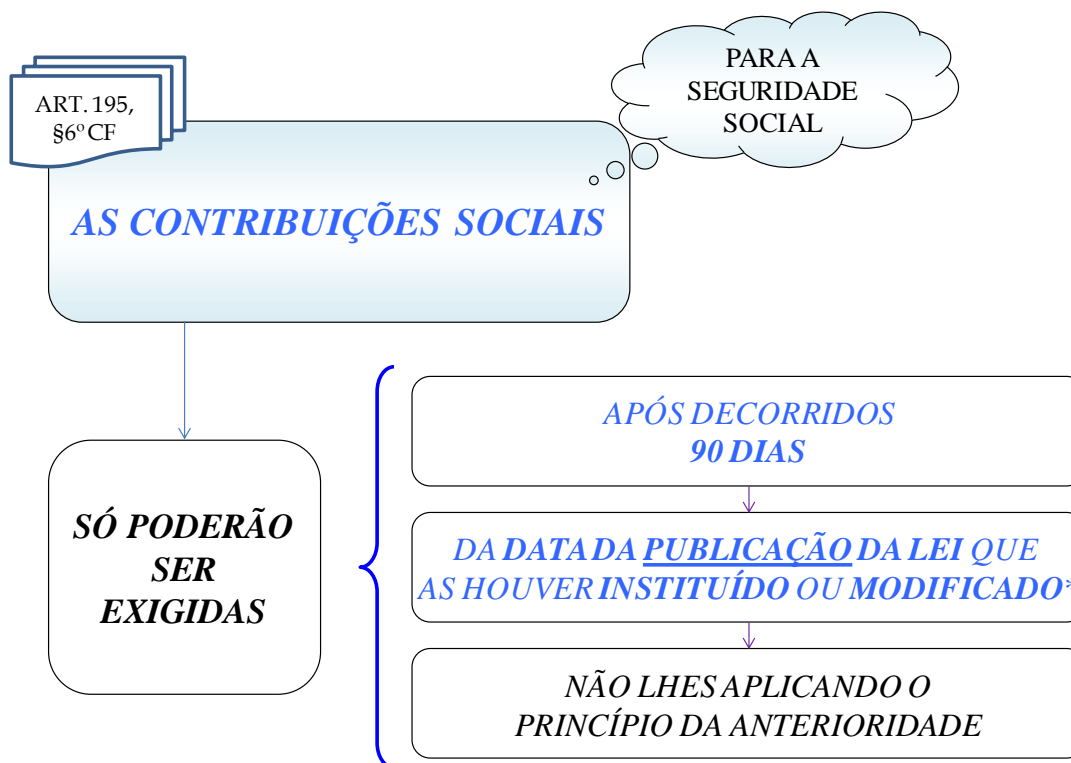 ART. 195,
§6º CF
PARA A
SEGURIDADE
SOCIAL
AS CONTRIBUIÇÕES SOCIAIS
SÓ PODERÃO
SER
EXIGIDAS
APÓS DECORRIDOS
90 DIAS
DA DATA DA PUBLICAÇÃO DA LEI QUE
AS HOUVER INSTITUÍDO OU MODIFICADO*
NÃO LHES APLICANDO O
PRINCÍPIO DA ANTERIORIDADE